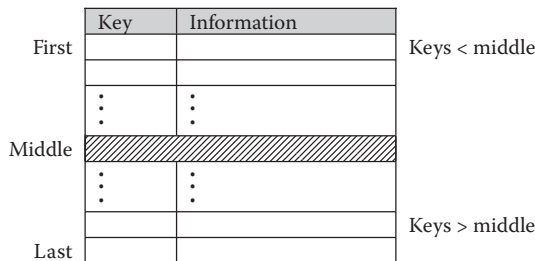 Key Information
First Keys < middle
Middle
Keys > middle
Last